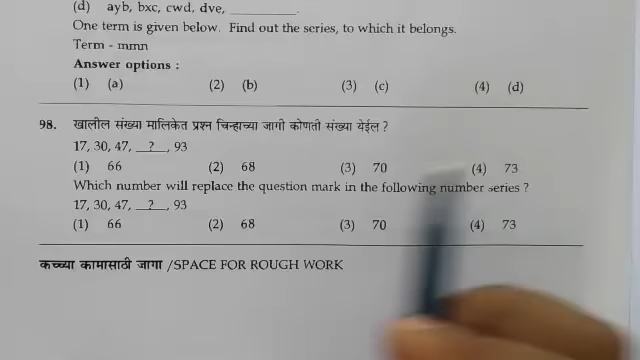 (d) ayb, bxc, cwd, dve, ________.
One term is given below. Find out the series, to which it belongs.
Term - mmn
Answer options :
(1) (a) (2) (b) (3) (c) (4) (d)
98. खालील संख्या मालिकेत प्रश्न चिन्हाच्या जागी कोणती संख्या येईल ?
17, 30, 47, __?__, 93
(1) 66 (2) 68 (3) 70 (4) 73
Which number will replace the question mark in the following number series ?
17, 30, 47, __?__, 93
(1) 66 (2) 68 (3) 70 (4) 73
कच्च्या कामासाठी जागा /SPACE FOR ROUGH WORK